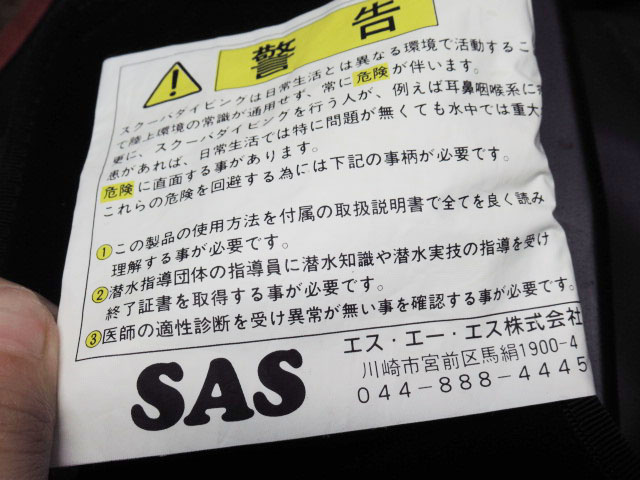 警告
スクーバダイビングは日常生活とは異なる環境で活動するこ
て陸上環境の常識が通用せず、常に危険が伴います。
更に、スクーバダイビングを行う人が、例えば耳鼻咽喉系に
患があれば、日常生活では特に問題が無くても水中では重大
危険に直面する事があります。
これらの危険を回避する為には下記の事柄が必要です。
①この製品の使用方法を付属の取扱説明書で全てを良く読み
理解する事が必要です。
②潜水指導団体の指導員に潜水知識や潜水実技の指導を受け
終了証書を取得する事が必要です。
③医師の適性診断を受け異常が無い事を確認する事が必要です。
SAS
エス・エー・エス株式会社
川崎市宮前区馬絹1900-4
044-888-4445